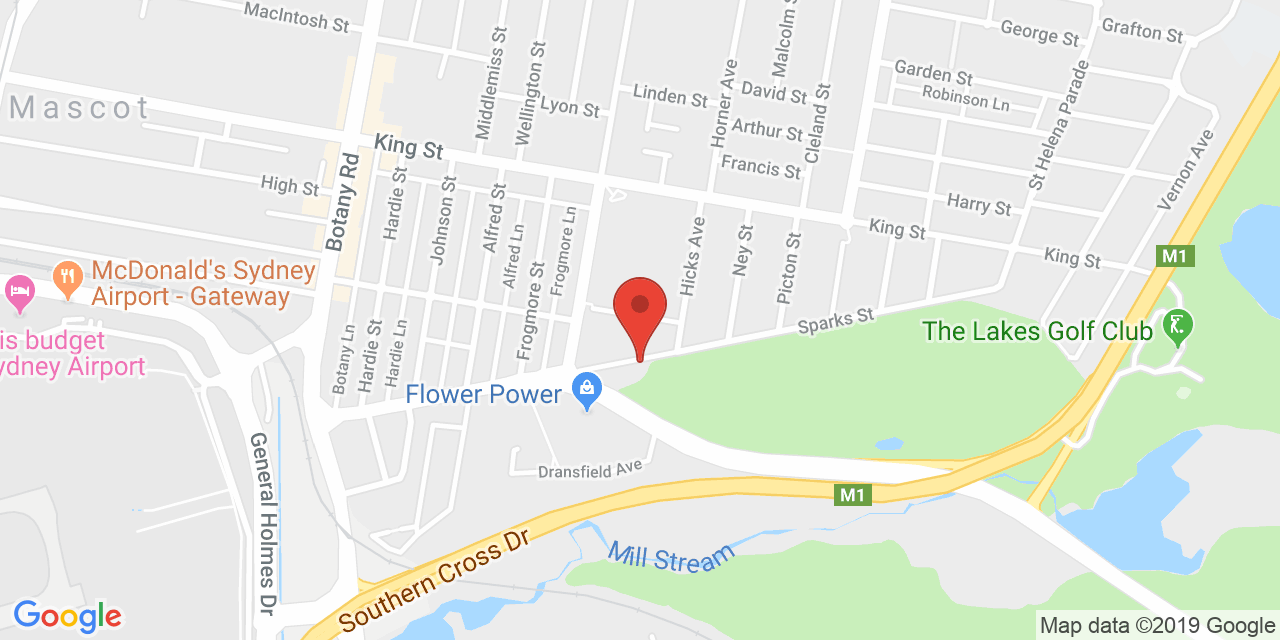 MacIntosh St
Mascot
Middlemiss St
Wellington St
Lyon St
Linden St
Horner Ave
Malcolm S
David St
Arthur St
Francis St
Cleland St
George St
Grafton St
Garden St
Robinson Ln
St Helena Parade
Vernon Ave
Harry St
King St
High St
Botany Rd
Hardie St
Johnson St
Alfred St
Alfred Ln
Frogmore St
Frogmore Ln
Hicks Ave
Ney St
Picton St
King St
King St
M1
McDonald's Sydney
Airport - Gateway
is budget
ydney Airport
Botany Ln
Hardie St
Hardie Ln
Sparks St
The Lakes Golf Club
Flower Power
Dransfield Ave
M1
General Holmes Dr
Southern Cross Dr
Mill Stream
Google
Map data ©2019 Google